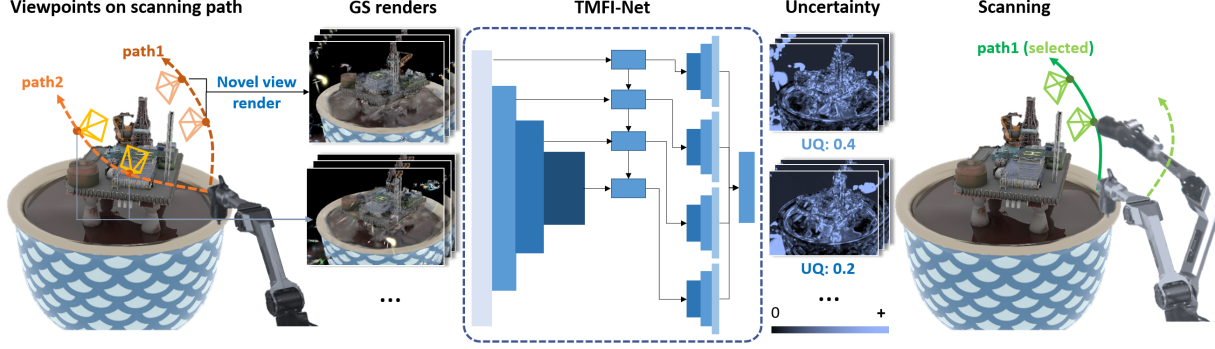 Viewpoints on scanning path
GS renders
TMFI-Net
Uncertainty
Scanning
path1
path2
Novel view
render
...
UQ: 0.4
UQ: 0.2
...
0
+
path1 (selected)